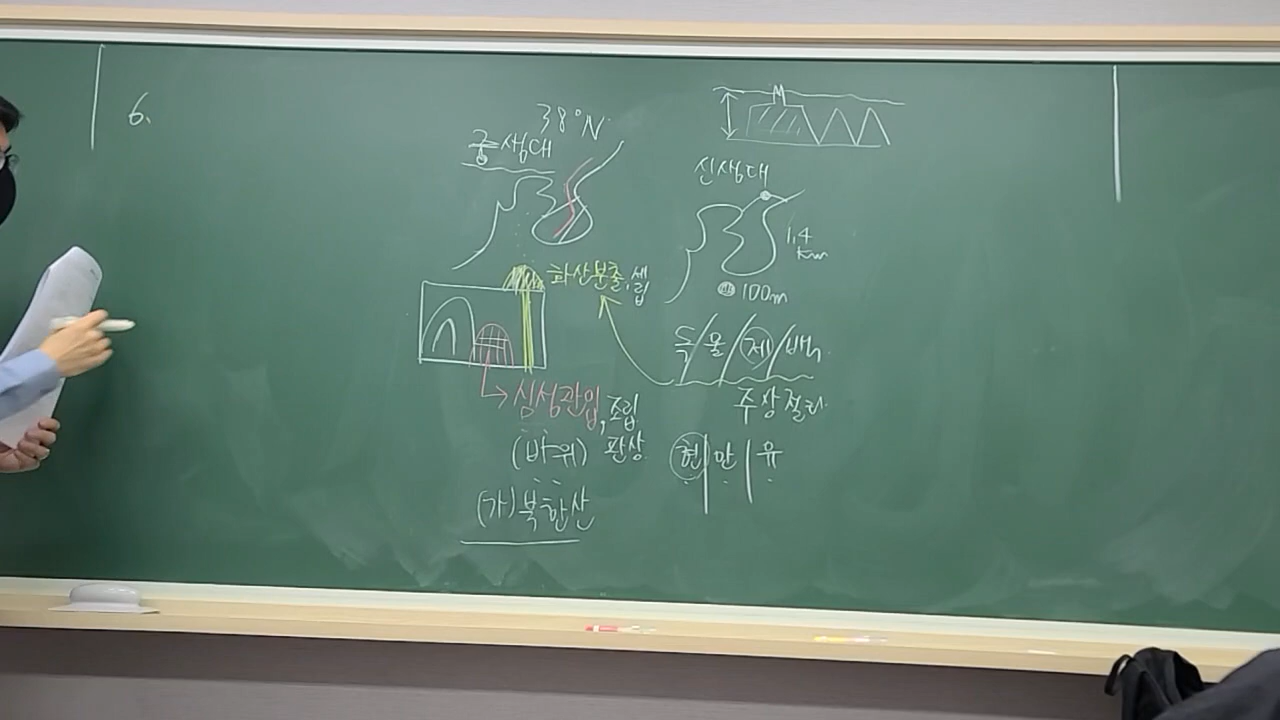 6.
38°N
중생대
화산분출, 세립
심성관입, 조립
판상
(바위)
(가) 북한산
신생대
1.4
km
100m
독/울/제/백
주상절리
현|만|유